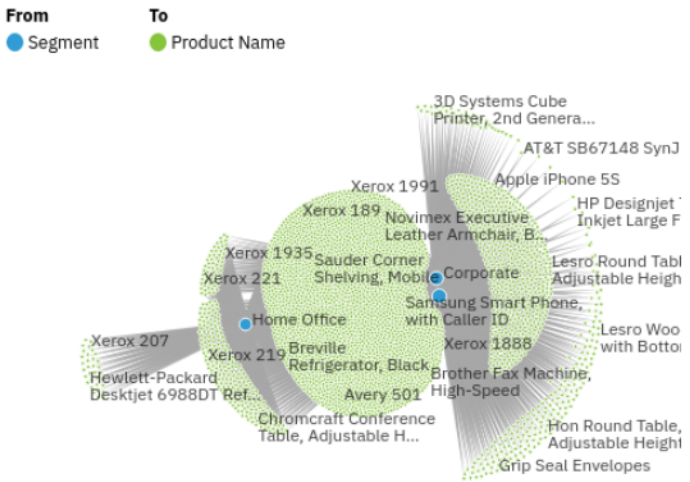 From
To
Segment
Product Name
3D Systems Cube
Printer, 2nd Genera...
AT&T SB67148 SynJ
Xerox 1991
Apple iPhone 5S
Xerox 189
Novimex Executive
Leather Armchair, B...
HP Designjet
Inkjet Large F
Xerox 1935
Sauder Corner
Shelving, Mobile
Corporate
Lesro Round Tabl
Adjustable Heigh
Xerox 221
Samsung Smart Phone,
with Caller ID
Home Office
Lesro Woo
with Botto
Xerox 207
Xerox 219
Breville
Refrigerator, Black
Xerox 1888
Hewlett-Packard
Desktjet 6988DT Ref...
Brother Fax Machine,
High-Speed
Avery 501
Chromcraft Conference
Table, Adjustable H...
Hon Round Table,
Adjustable Height
Grip Seal Envelopes